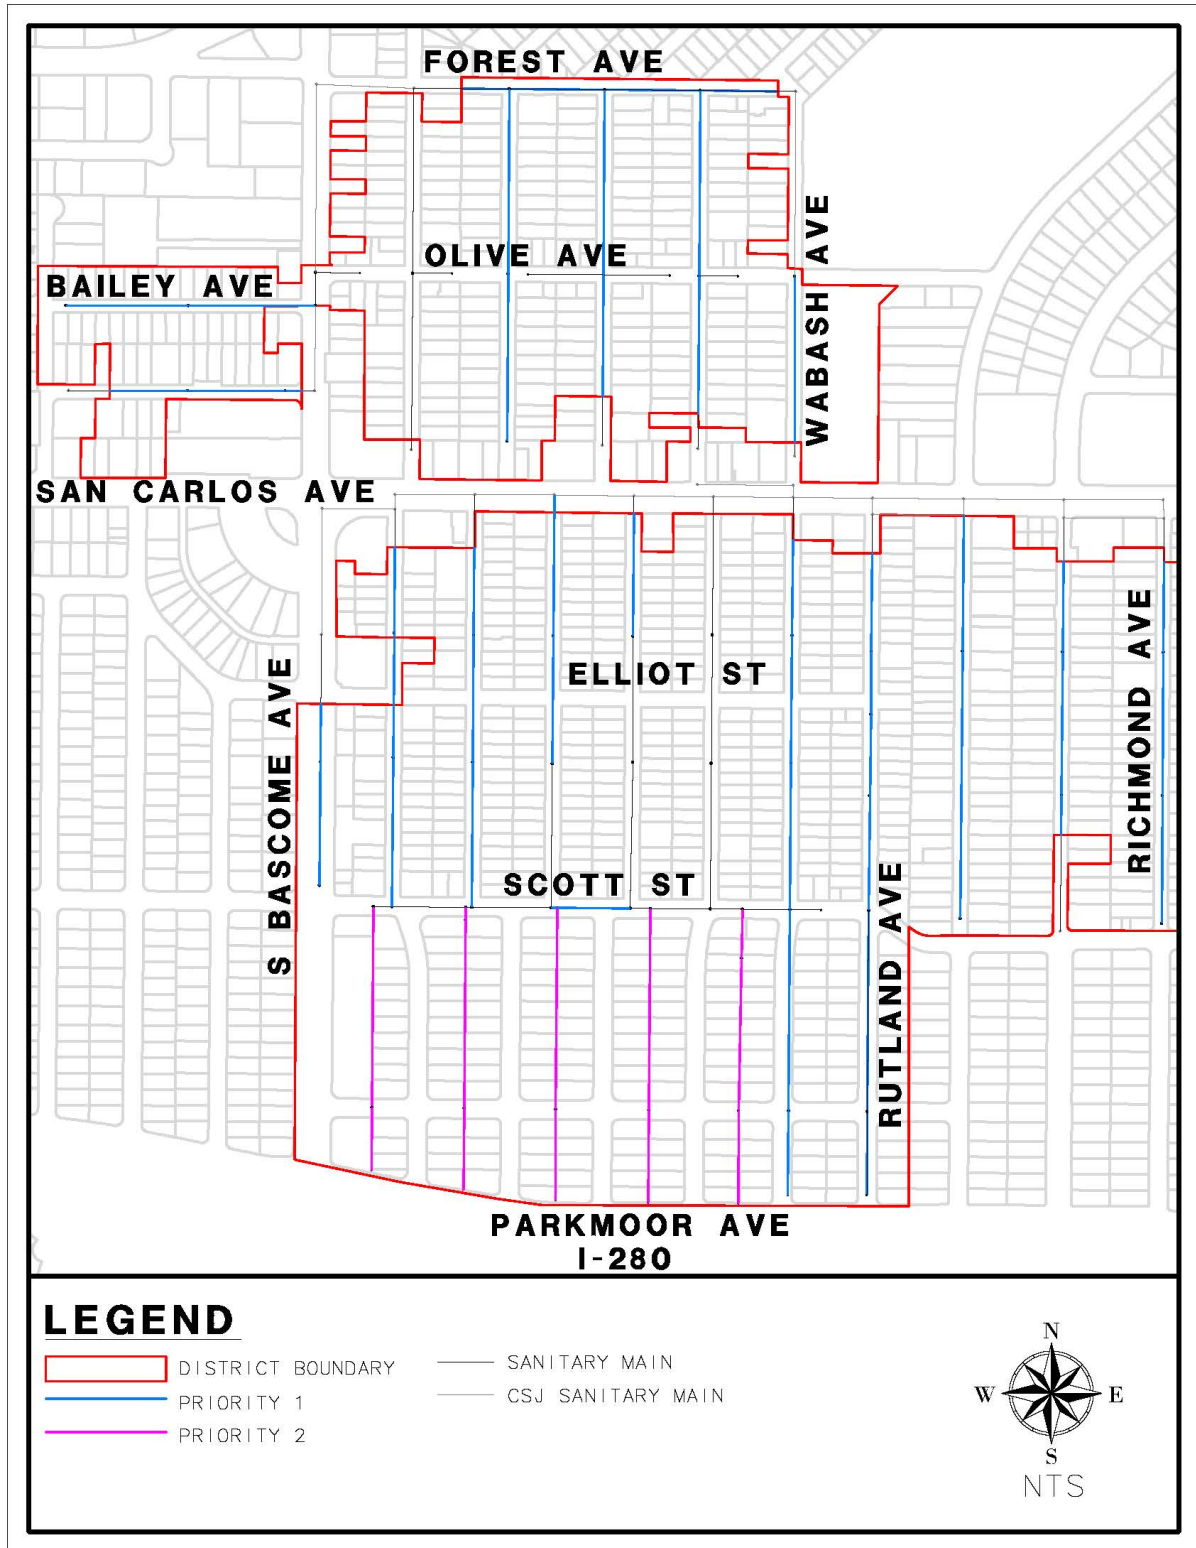 FOREST AVE
OLIVE AVE
BAILEY AVE
WABASH AVE
SAN CARLOS AVE
ELLIOT ST
S BASCOME AVE
RICHMOND AVE
SCOTT ST
RUTLAND AVE
PARKMOOR AVE
I-280
LEGEND
DISTRICT BOUNDARY
PRIORITY 1
PRIORITY 2
SANITARY MAIN
CSJ SANITARY MAIN
N
W E
S
NTS